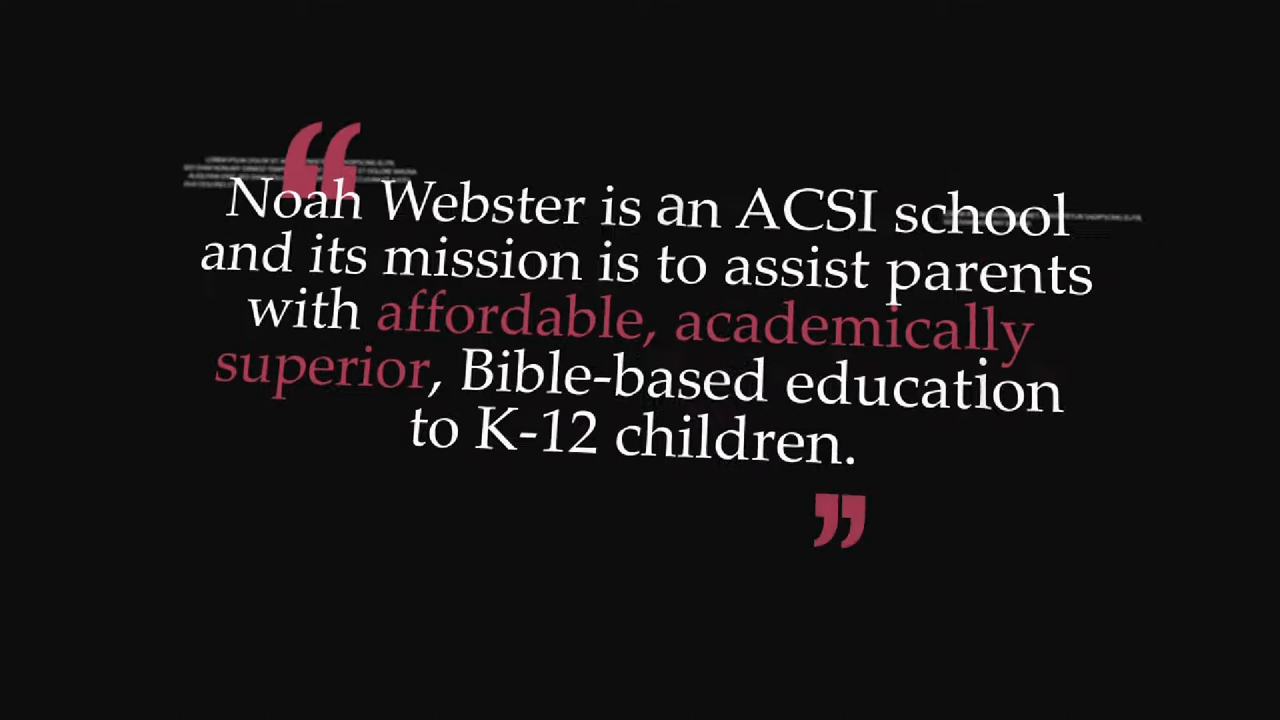 “
Noah Webster is an ACSI school
and its mission is to assist parents
with affordable, academically
superior, Bible-based education
to K-12 children.
”